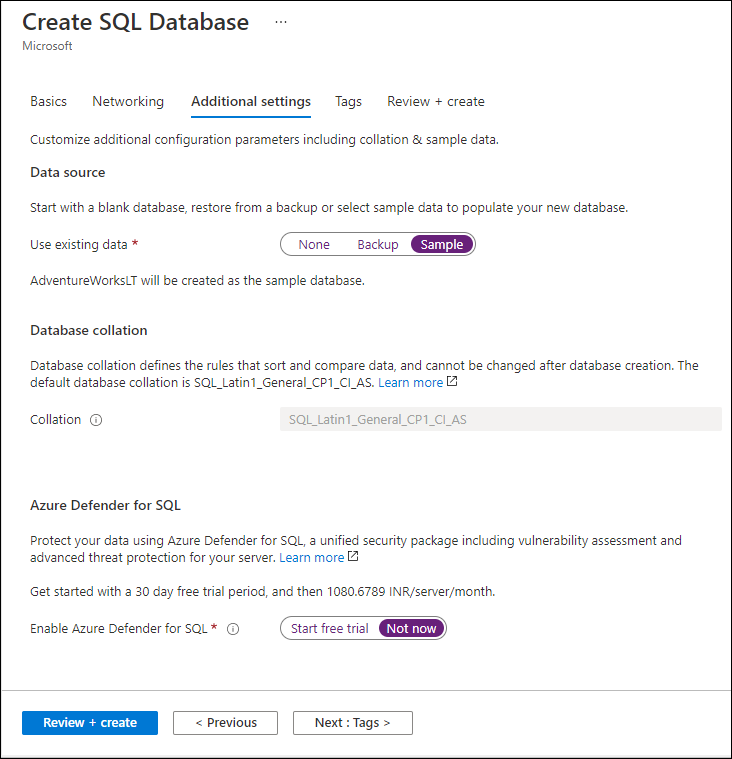 Create SQL Database ...
Microsoft
Basics Networking Additional settings Tags Review + create
Customize additional configuration parameters including collation & sample data.
Data source
Start with a blank database, restore from a backup or select sample data to populate your new database.
Use existing data * None Backup Sample
AdventureWorksLT will be created as the sample database.
Database collation
Database collation defines the rules that sort and compare data, and cannot be changed after database creation. The
default database collation is SQL_Latin1_General_CP1_CI_AS. Learn more
Collation SQL_Latin1_General_CP1_CI_AS
Azure Defender for SQL
Protect your data using Azure Defender for SQL, a unified security package including vulnerability assessment and
advanced threat protection for your server. Learn more
Get started with a 30 day free trial period, and then 1080.6789 INR/server/month.
Enable Azure Defender for SQL * Start free trial Not now
Review + create < Previous Next : Tags >